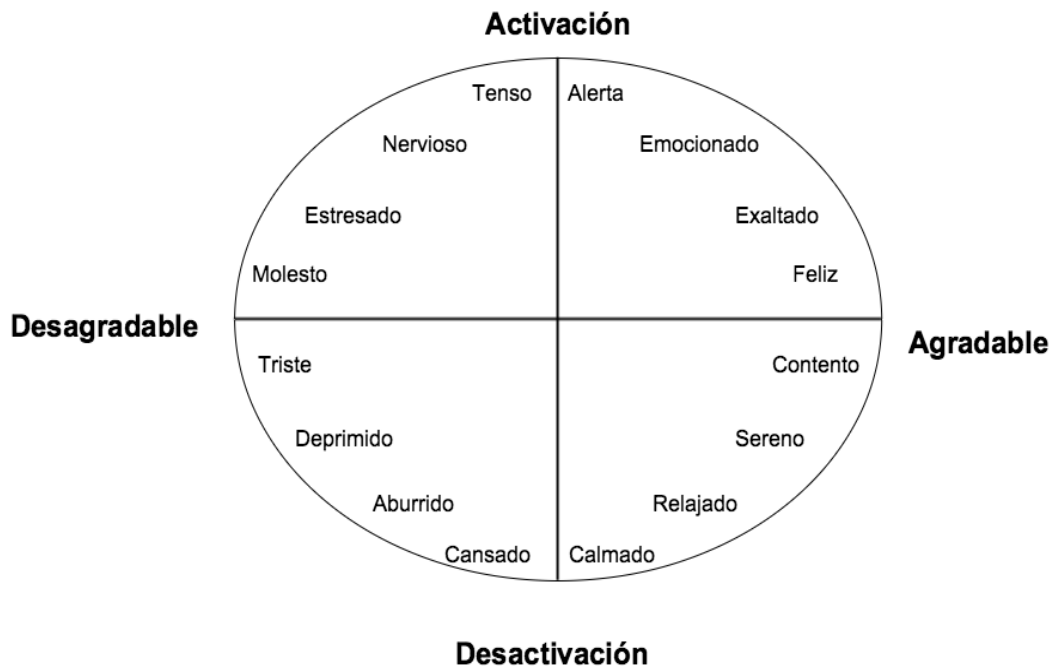 Activación
Tenso Alerta
Nervioso Emocionado
Estresado Exaltado
Molesto Feliz
Desagradable Agradable
Triste Contento
Deprimido Sereno
Aburrido Relajado
Cansado Calmado
Desactivación